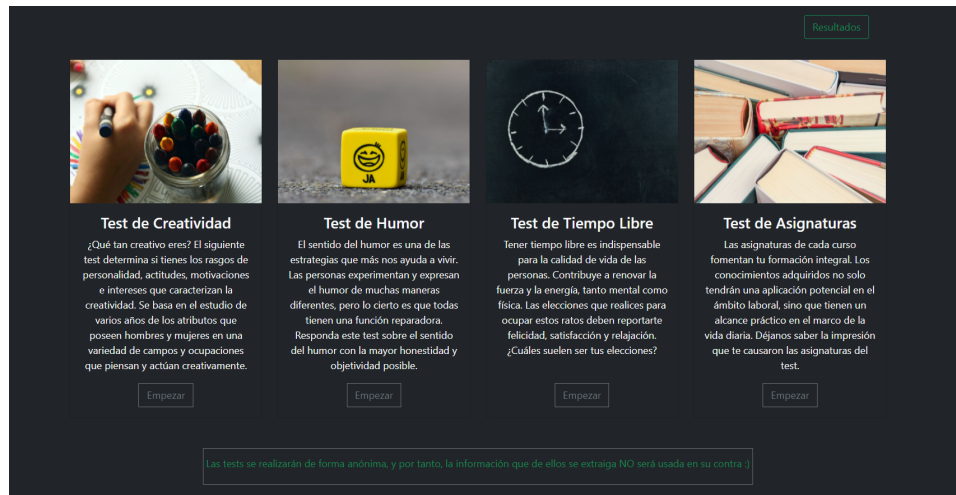 Resultados
JA
Test de Creatividad
¿Qué tan creativo eres? El siguiente
test determina si tienes los rasgos de
personalidad, actitudes, motivaciones
e intereses que caracterizan la
creatividad. Se basa en el estudio de
varios años de los atributos que
poseen hombres y mujeres en una
variedad de campos y ocupaciones
que piensan y actúan creativamente.
Empezar
Test de Humor
El sentido del humor es una de las
estrategias que más nos ayuda a vivir.
Las personas experimentan y expresan
el humor de muchas maneras
diferentes, pero lo cierto es que todas
tienen una función reparadora.
Responda este test sobre el sentido
del humor con la mayor honestidad y
objetividad posible.
Empezar
Test de Tiempo Libre
Tener tiempo libre es indispensable
para la calidad de vida de las
personas. Contribuye a renovar la
fuerza y la energía, tanto mental como
física. Las elecciones que realices para
ocupar estos ratos deben reportarte
felicidad, satisfacción y relajación.
¿Cuáles suelen ser tus elecciones?
Empezar
Test de Asignaturas
Las asignaturas de cada curso
fomentan tu formación integral. Los
conocimientos adquiridos no solo
tendrán una aplicación potencial en el
ámbito laboral, sino que tienen un
alcance práctico en el marco de la
vida diaria. Déjanos saber la impresión
que te causaron las asignaturas del
test.
Empezar
Las tests se realizarán de forma anónima, y por tanto, la información que de ellos se extraiga NO será usada en su contra :)